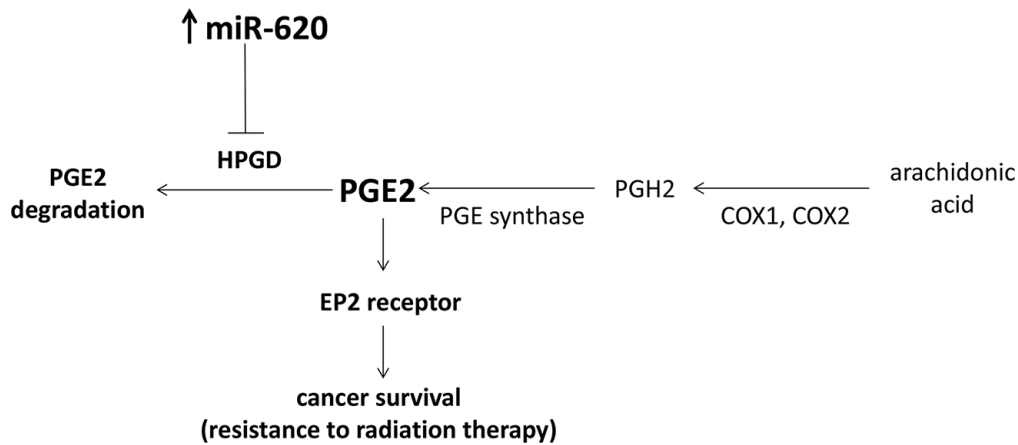 ↑ miR-620
HPGD
PGE2
degradation
PGE2
PGE synthase
PGH2
COX1, COX2
arachidonic
acid
EP2 receptor
cancer survival
(resistance to radiation therapy)